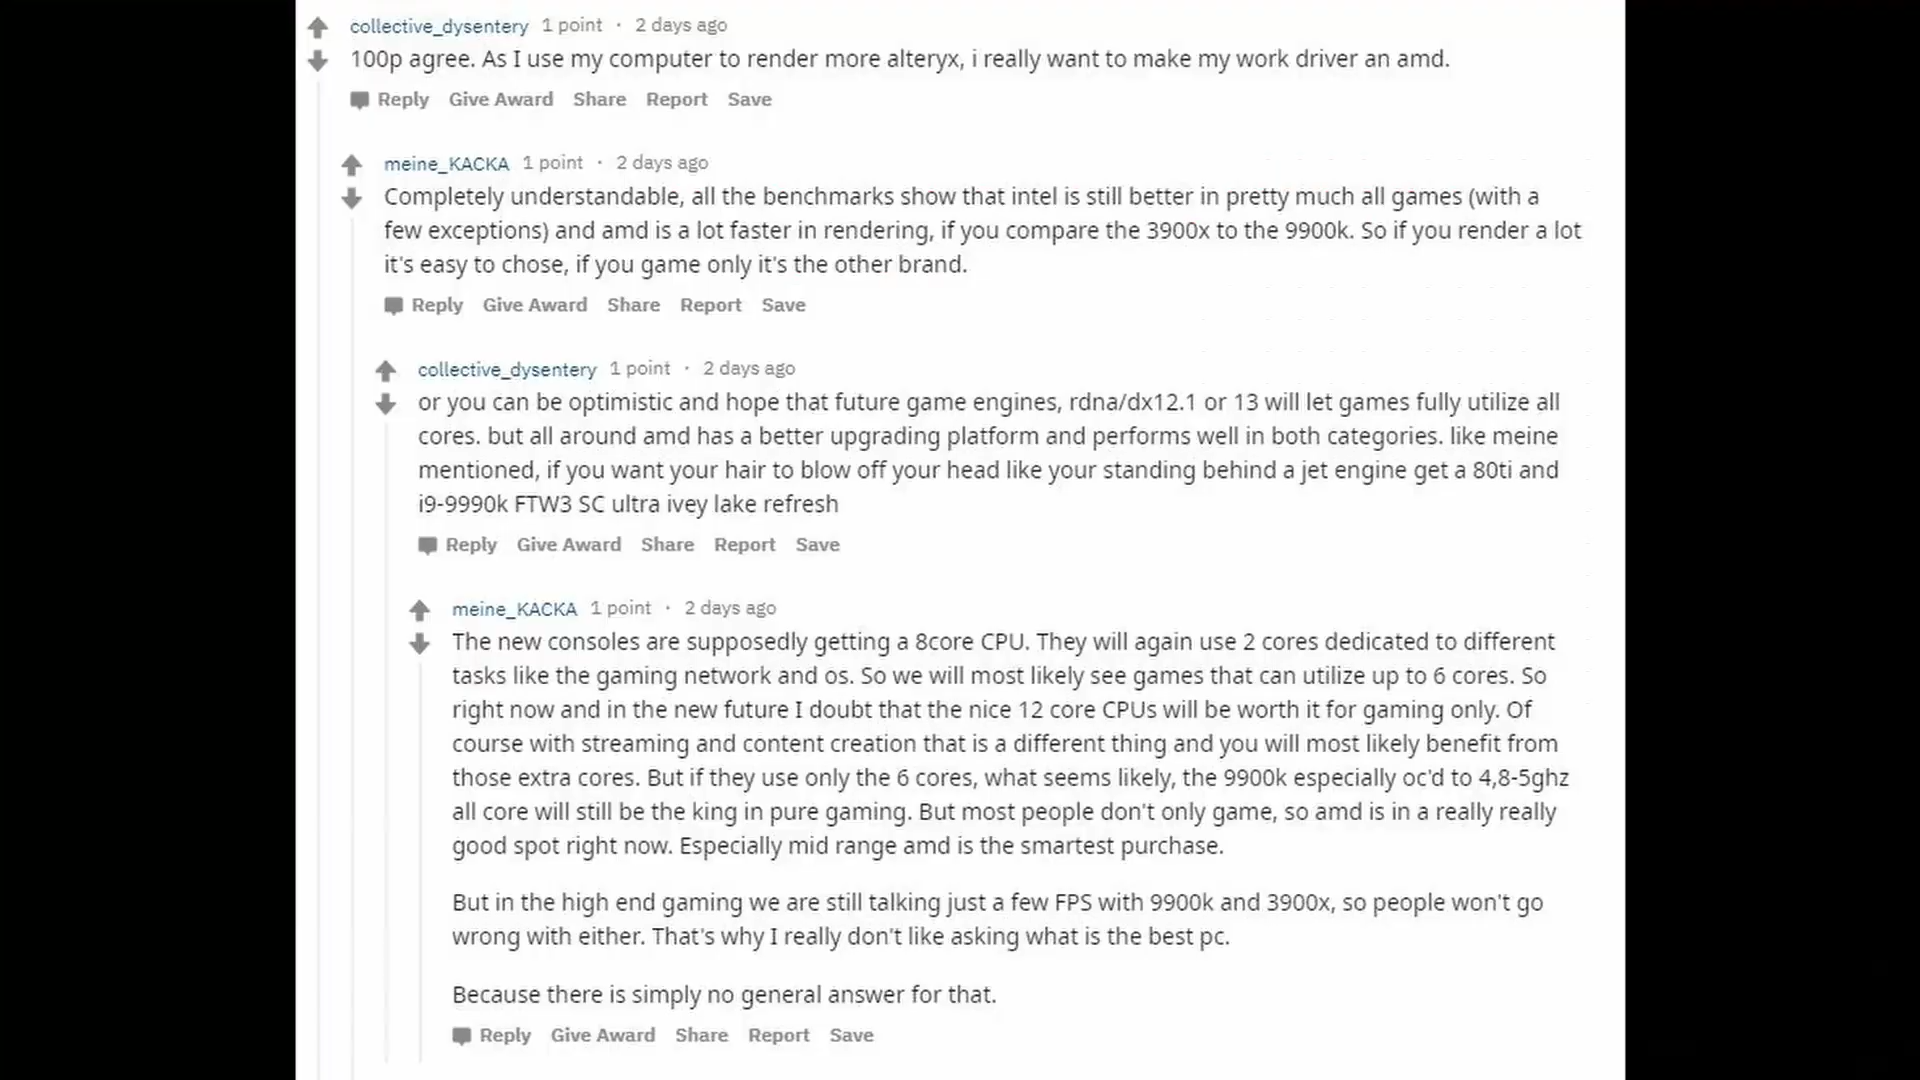 collective_dysentery 1 point · 2 days ago
100p agree. As I use my computer to render more alteryx, i really want to make my work driver an amd.
Reply Give Award Share Report Save
meine_KACKA 1 point · 2 days ago
Completely understandable, all the benchmarks show that intel is still better in pretty much all games (with a
few exceptions) and amd is a lot faster in rendering, if you compare the 3900x to the 9900k. So if you render a lot
it's easy to chose, if you game only it's the other brand.
Reply Give Award Share Report Save
collective_dysentery 1 point · 2 days ago
or you can be optimistic and hope that future game engines, rdna/dx12.1 or 13 will let games fully utilize all
cores. but all around amd has a better upgrading platform and performs well in both categories. like meine
mentioned, if you want your hair to blow off your head like your standing behind a jet engine get a 80ti and
i9-9990k FTW3 SC ultra ivey lake refresh
Reply Give Award Share Report Save
meine_KACKA 1 point · 2 days ago
The new consoles are supposedly getting a 8core CPU. They will again use 2 cores dedicated to different
tasks like the gaming network and os. So we will most likely see games that can utilize up to 6 cores. So
right now and in the new future I doubt that the nice 12 core CPUs will be worth it for gaming only. Of
course with streaming and content creation that is a different thing and you will most likely benefit from
those extra cores. But if they use only the 6 cores, what seems likely, the 9900k especially oc'd to 4,8-5ghz
all core will still be the king in pure gaming. But most people don't only game, so amd is in a really really
good spot right now. Especially mid range amd is the smartest purchase.
But in the high end gaming we are still talking just a few FPS with 9900k and 3900x, so people won't go
wrong with either. That's why I really don't like asking what is the best pc.
Because there is simply no general answer for that.
Reply Give Award Share Report Save